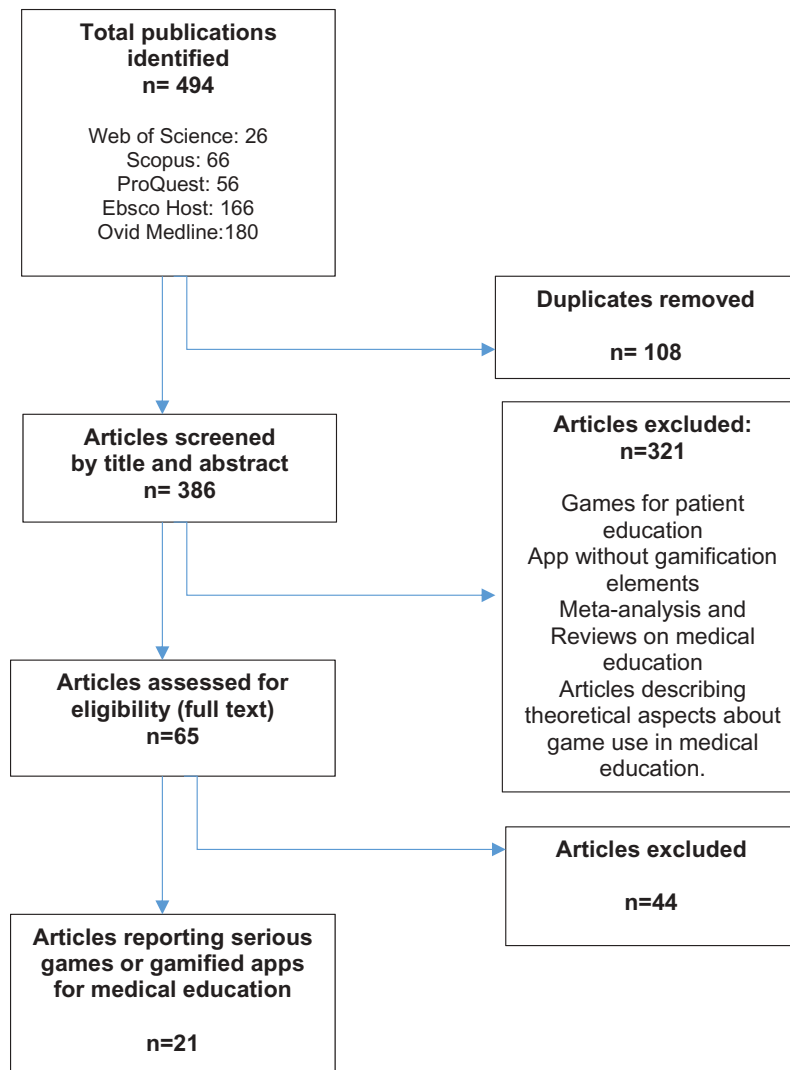 Total publications
identified
n= 494
Web of Science: 26
Scopus: 66
ProQuest: 56
Ebsco Host: 166
Ovid Medline:180
Duplicates removed
n= 108
Articles screened
by title and abstract
n= 386
Articles excluded:
n=321
Games for patient
education
App without gamification
elements
Meta-analysis and
Reviews on medical
education
Articles describing
theoretical aspects about
game use in medical
education.
Articles assessed for
eligibility (full text)
n=65
Articles excluded
n=44
Articles reporting serious
games or gamified apps
for medical education
n=21